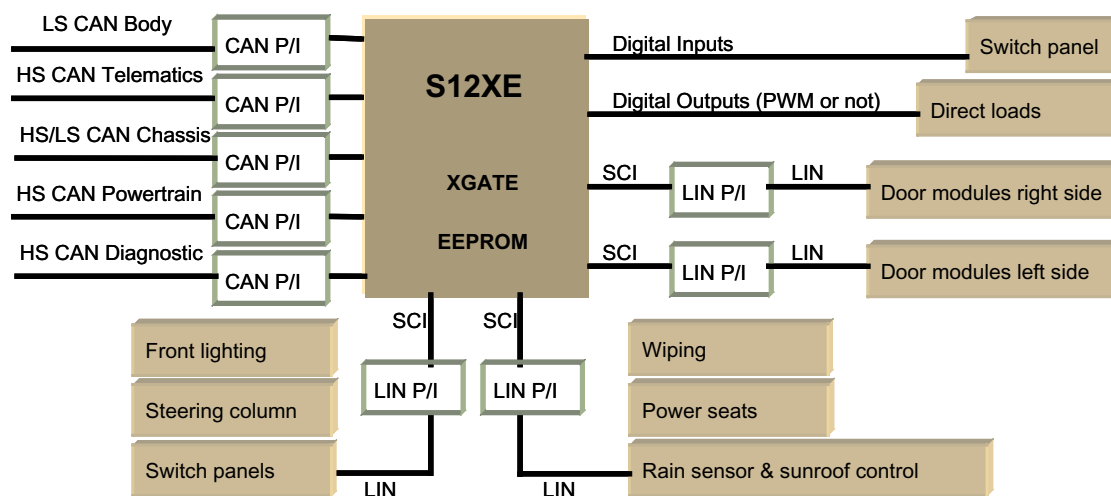 LS CAN Body
CAN P/I
HS CAN Telematics
CAN P/I
HS/LS CAN Chassis
CAN P/I
HS CAN Powertrain
CAN P/I
HS CAN Diagnostic
CAN P/I
S12XE
XGATE
EEPROM
Digital Inputs
Switch panel
Digital Outputs (PWM or not)
Direct loads
SCI
LIN P/I
LIN
Door modules right side
SCI
LIN P/I
LIN
Door modules left side
SCI
SCI
Front lighting
Steering column
Switch panels
LIN P/I
LIN P/I
LIN
LIN
Wiping
Power seats
Rain sensor & sunroof control